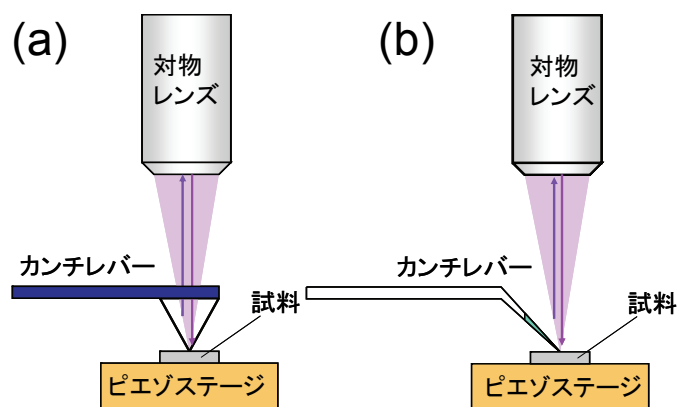 (a)
対物
レンズ
カンチレバー
試料
ピエゾステージ
(b)
対物
レンズ
カンチレバー
試料
ピエゾステージ